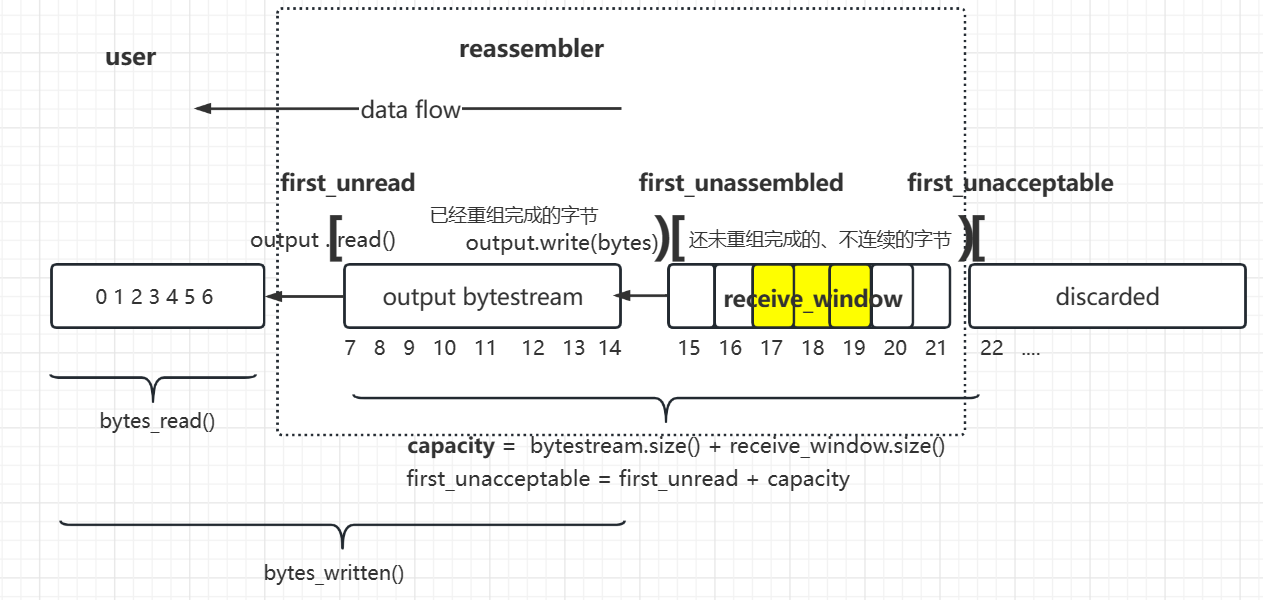 user
reassembler
data flow
first_unread
first_unassembled
first_unacceptable
已经重组完成的字节
output . read()
output.write(bytes)
还未重组完成的、不连续的字节
[
)[
)[
0 1 2 3 4 5 6
output bytestream
receive_window
discarded
7 8 9 10 11 12 13 14 15 16 17 18 19 20 21 22 ....
bytes_read()
capacity = bytestream.size() + receive_window.size()
first_unacceptable = first_unread + capacity
bytes_written()